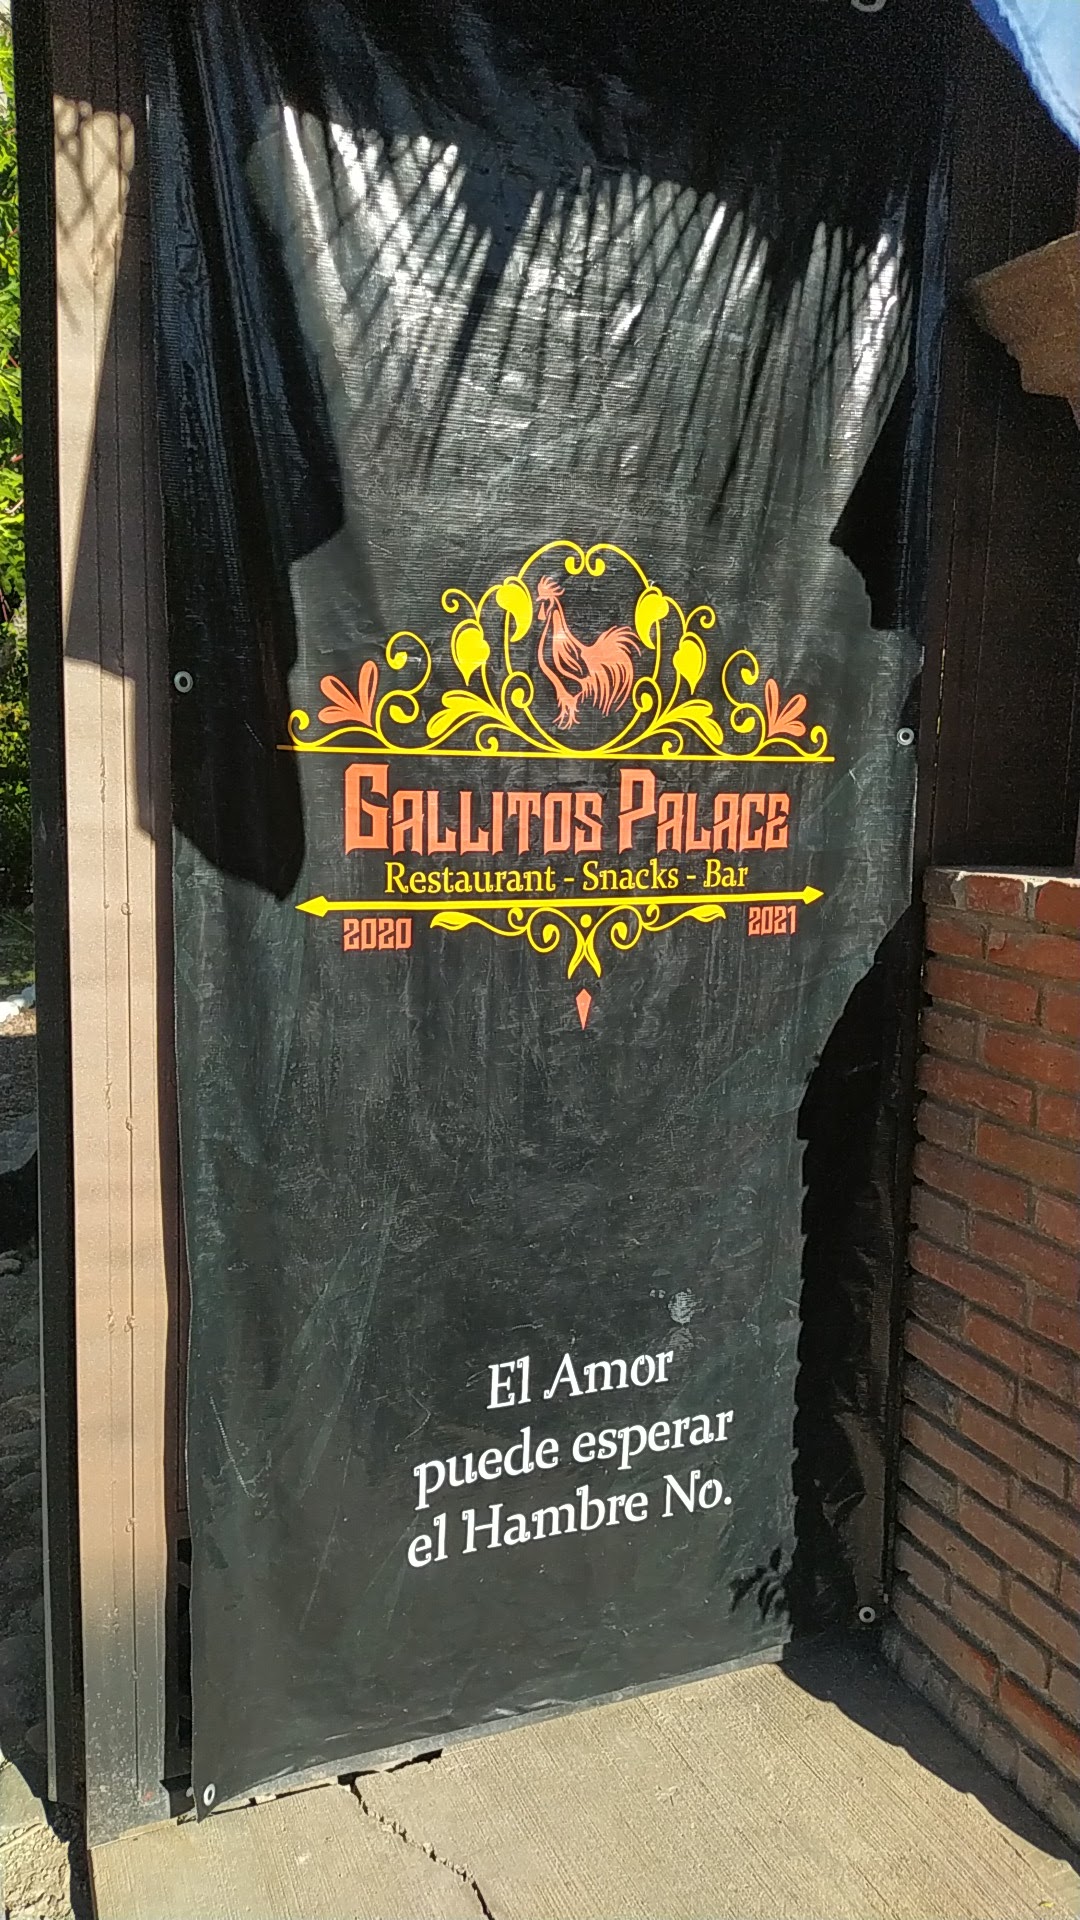 Gallitos Palace
Restaurant - Snacks - Bar
2020 2021
El Amor
puede esperar
el Hambre No.